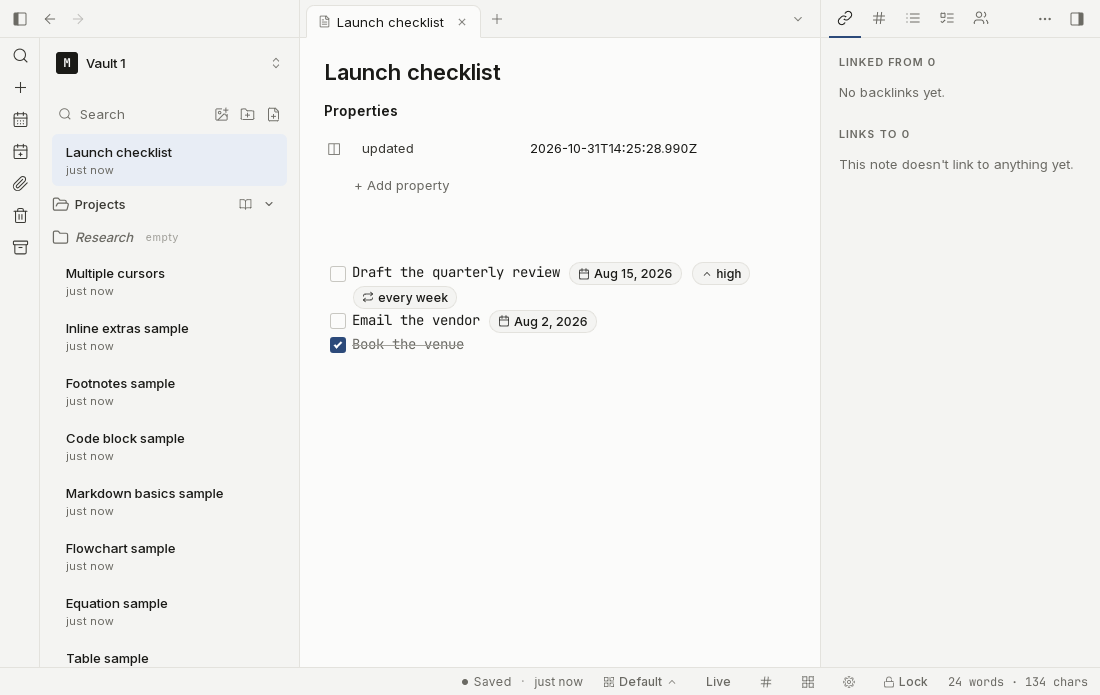 Launch checklist
M Vault 1
Search
Launch checklist
just now
Projects
Research empty
Multiple cursors
just now
Inline extras sample
just now
Footnotes sample
just now
Code block sample
just now
Markdown basics sample
just now
Flowchart sample
just now
Equation sample
just now
Table sample
Launch checklist
Properties
updated 2026-10-31T14:25:28.990Z
+ Add property
Draft the quarterly review Aug 15, 2026 high
every week
Email the vendor Aug 2, 2026
Book the venue
LINKED FROM 0
No backlinks yet.
LINKS TO 0
This note doesn't link to anything yet.
Saved · just now Default Live Lock 24 words · 134 chars